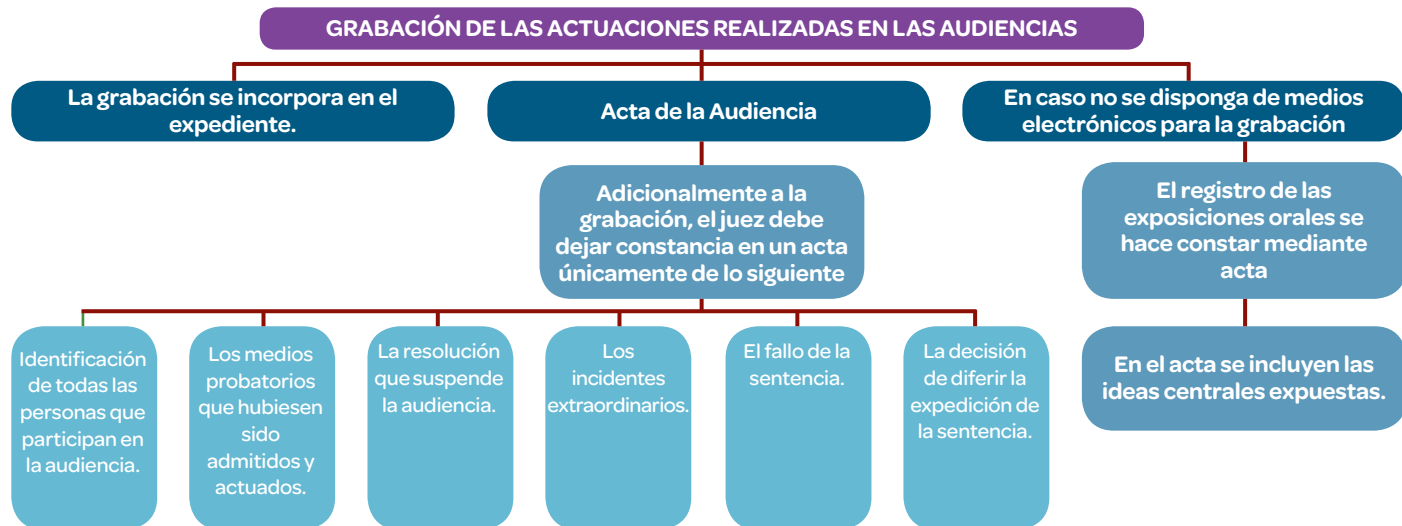 GRABACIÓN DE LAS ACTUACIONES REALIZADAS EN LAS AUDIENCIAS
La grabación se incorpora en el
expediente.
Acta de la Audiencia
En caso no se disponga de medios
electrónicos para la grabación
Adicionalmente a la
grabación, el juez debe
dejar constancia en un acta
únicamente de lo siguiente
El registro de las
exposiciones orales se
hace constar mediante
acta
Identificación
de todas las
personas que
participan en
la audiencia.
Los medios
probatorios
que hubiesen
sido
admitidos y
actuados.
La resolución
que suspende
la audiencia.
Los
incidentes
extraordinarios.
El fallo de la
sentencia.
La decisión
de diferir la
expedición de
la sentencia.
En el acta se incluyen las
ideas centrales expuestas.